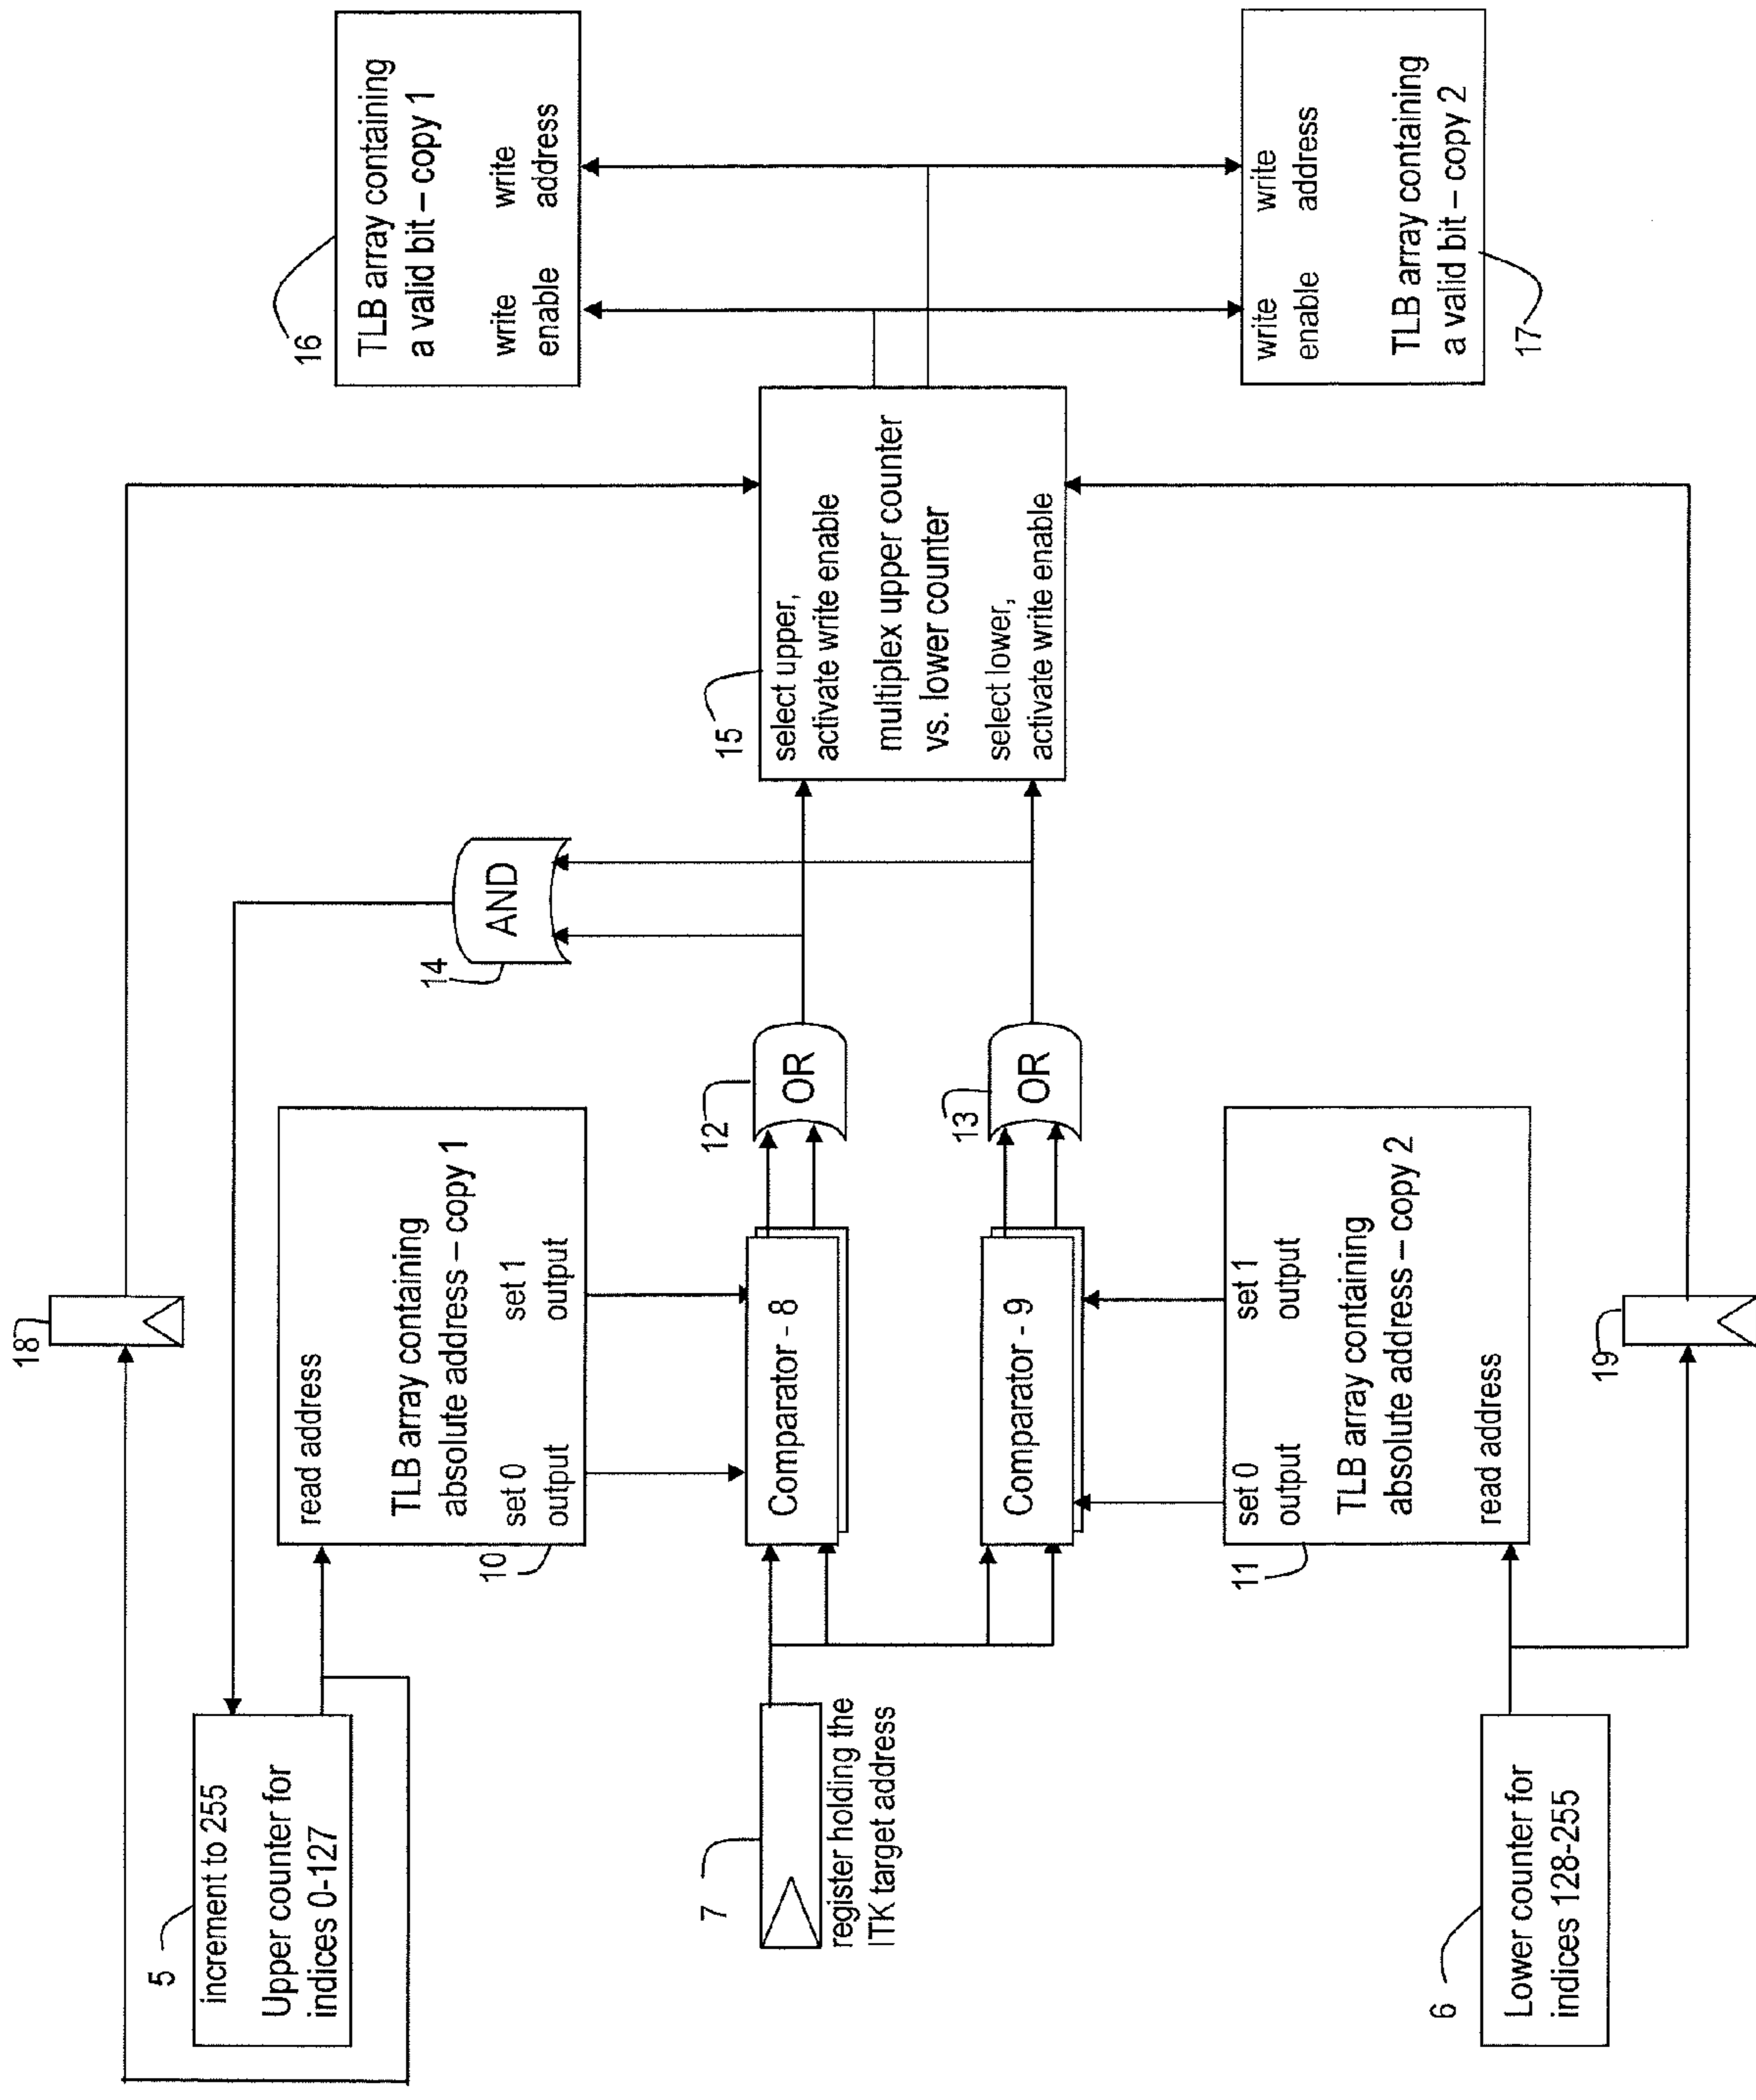 18
5
increment to 255
Upper counter for
indices 0-127
read address
TLB array containing
absolute address – copy 1
set 0
output
set 1
output
10
14
AND
16
TLB array containing
a valid bit – copy 1
write
enable
write
address
7
register holding the
ITK target address
Comparator - 8
12
OR
Comparator - 9
13
OR
15
select upper,
activate write enable
multiplex upper counter
vs. lower counter
select lower,
activate write enable
set 0
output
set 1
output
TLB array containing
absolute address – copy 2
read address
11
write
enable
write
address
TLB array containing
a valid bit – copy 2
17
6
Lower counter for
indices 128-255
19